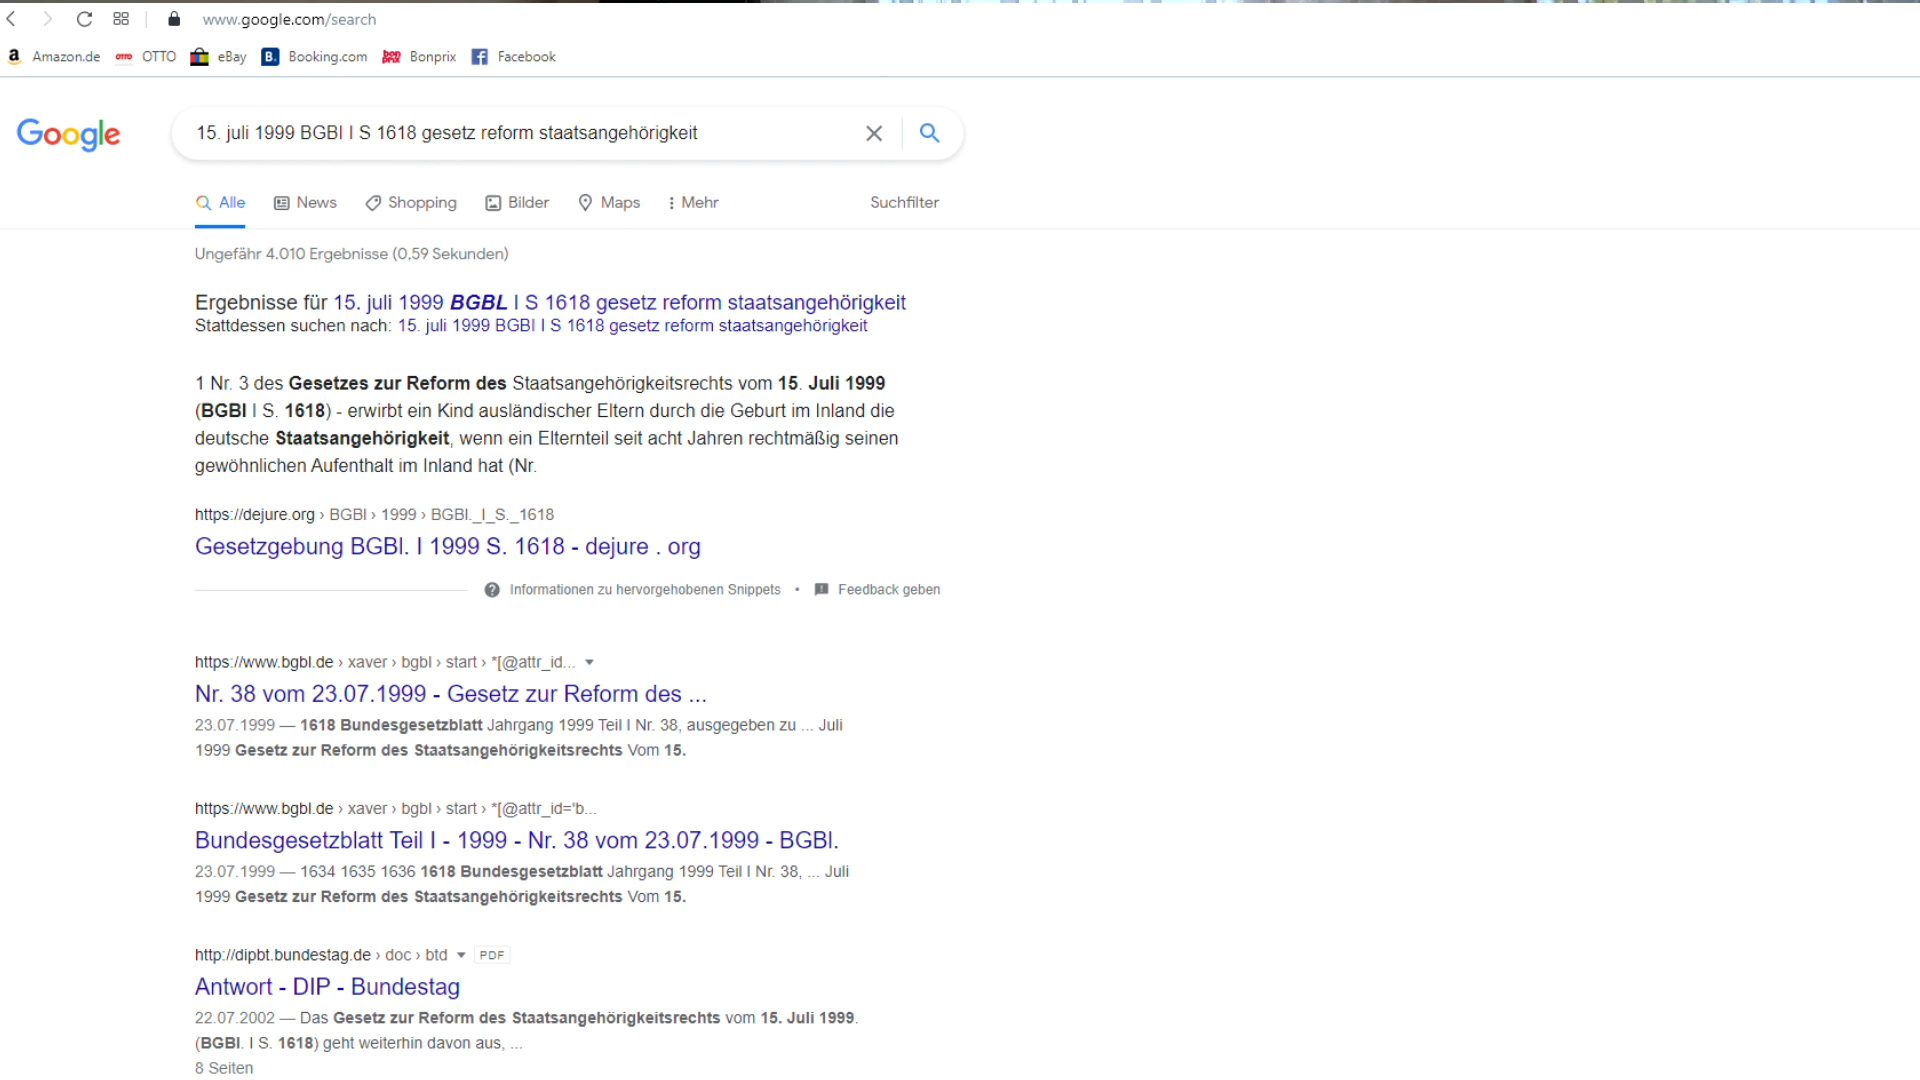 www.google.com/search
Amazon.de OTTO eBay Booking.com Bonprix Facebook
Google
15. juli 1999 BGBI I S 1618 gesetz reform staatsangehörigkeit
Alle News Shopping Bilder Maps Mehr Suchfilter
Ungefähr 4.010 Ergebnisse (0,59 Sekunden)
Ergebnisse für 15. juli 1999 BGBL I S 1618 gesetz reform staatsangehörigkeit
Stattdessen suchen nach: 15. juli 1999 BGBI I S 1618 gesetz reform staatsangehörigkeit
1 Nr. 3 des Gesetzes zur Reform des Staatsangehörigkeitsrechts vom 15. Juli 1999
(BGBl I S. 1618) - erwirbt ein Kind ausländischer Eltern durch die Geburt im Inland die
deutsche Staatsangehörigkeit, wenn ein Elternteil seit acht Jahren rechtmäßig seinen
gewöhnlichen Aufenthalt im Inland hat (Nr.
https://dejure.org › BGBl › 1999 › BGBl._I_S._1618
Gesetzgebung BGBl. I 1999 S. 1618 - dejure . org
Informationen zu hervorgehobenen Snippets • Feedback geben
https://www.bgbl.de › xaver › bgbl › start › *[@attr_id...
Nr. 38 vom 23.07.1999 - Gesetz zur Reform des ...
23.07.1999 — 1618 Bundesgesetzblatt Jahrgang 1999 Teil I Nr. 38, ausgegeben zu ... Juli
1999 Gesetz zur Reform des Staatsangehörigkeitsrechts Vom 15.
https://www.bgbl.de › xaver › bgbl › start › *[@attr_id='b...
Bundesgesetzblatt Teil I - 1999 - Nr. 38 vom 23.07.1999 - BGBl.
23.07.1999 — 1634 1635 1636 1618 Bundesgesetzblatt Jahrgang 1999 Teil I Nr. 38, ... Juli
1999 Gesetz zur Reform des Staatsangehörigkeitsrechts Vom 15.
http://dipbt.bundestag.de › doc › btd PDF
Antwort - DIP - Bundestag
22.07.2002 — Das Gesetz zur Reform des Staatsangehörigkeitsrechts vom 15. Juli 1999.
(BGBl. I S. 1618) geht weiterhin davon aus, ...
8 Seiten